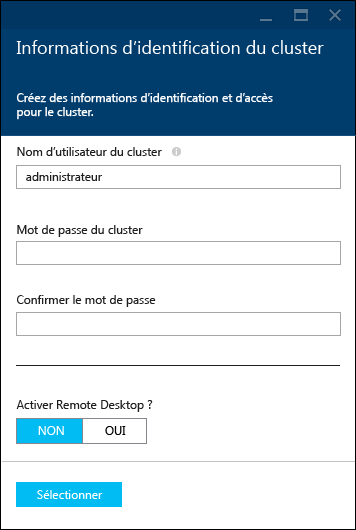 Informations d’identification du cluster
Créez des informations d’identification et d’accès
pour le cluster.
Nom d’utilisateur du cluster
administrateur
Mot de passe du cluster
Confirmer le mot de passe
Activer Remote Desktop ?
NON OUI
Sélectionner